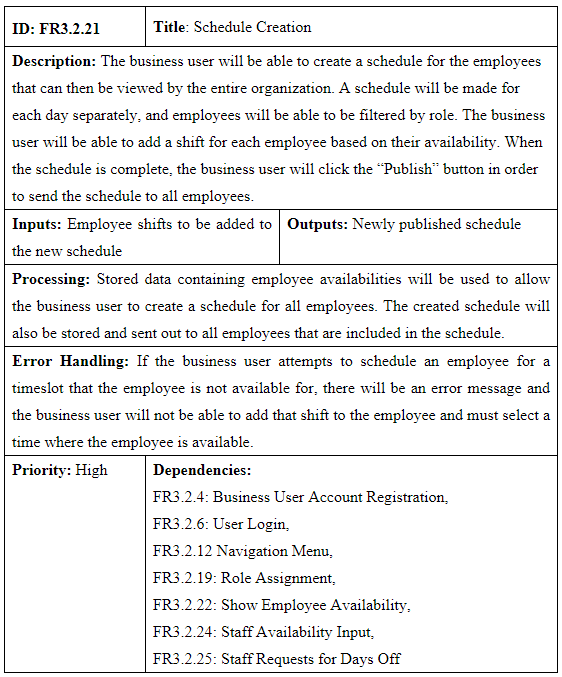 ID: FR3.2.21
Title: Schedule Creation
Description: The business user will be able to create a schedule for the employees
that can then be viewed by the entire organization. A schedule will be made for
each day separately, and employees will be able to be filtered by role. The business
user will be able to add a shift for each employee based on their availability. When
the schedule is complete, the business user will click the “Publish” button in order
to send the schedule to all employees.
Inputs: Employee shifts to be added to
the new schedule
Outputs: Newly published schedule
Processing: Stored data containing employee availabilities will be used to allow
the business user to create a schedule for all employees. The created schedule will
also be stored and sent out to all employees that are included in the schedule.
Error Handling: If the business user attempts to schedule an employee for a
timeslot that the employee is not available for, there will be an error message and
the business user will not be able to add that shift to the employee and must select a
time where the employee is available.
Priority: High
Dependencies:
FR3.2.4: Business User Account Registration,
FR3.2.6: User Login,
FR3.2.12 Navigation Menu,
FR3.2.19: Role Assignment,
FR3.2.22: Show Employee Availability,
FR3.2.24: Staff Availability Input,
FR3.2.25: Staff Requests for Days Off